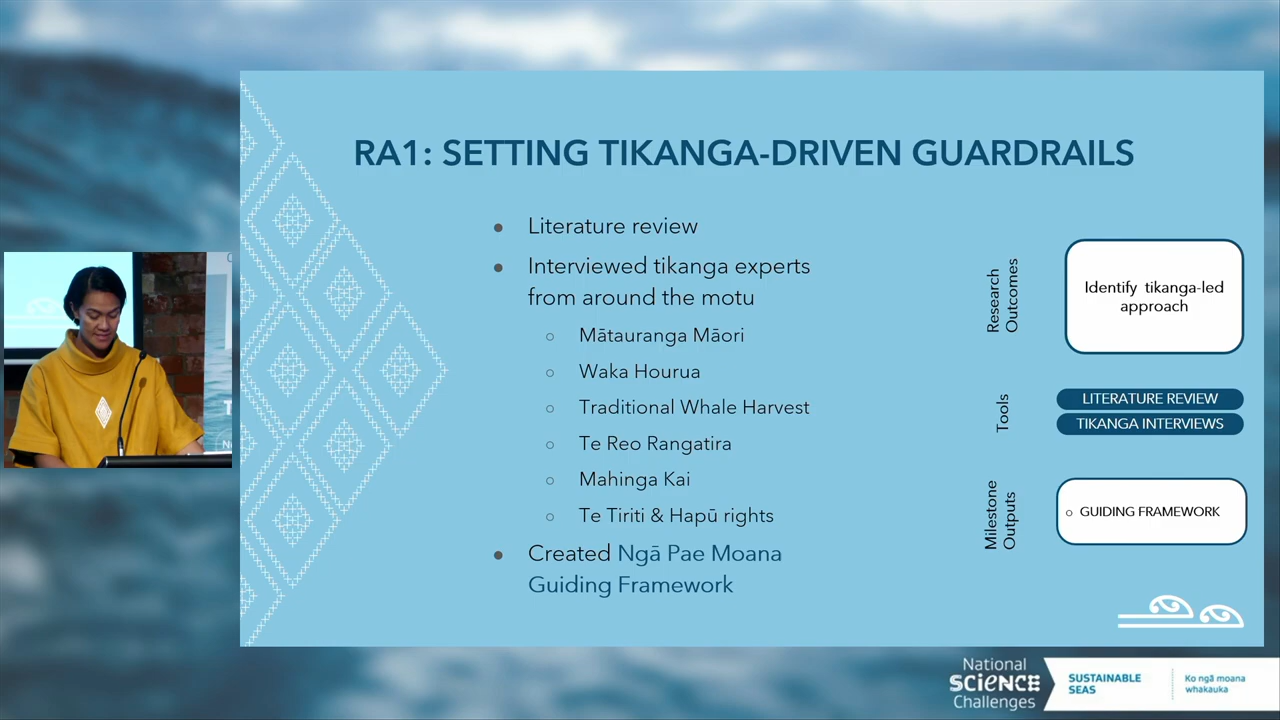 RA1: SETTING TIKANGA-DRIVEN GUARDRAILS
• Literature review
• Interviewed tikanga experts
from around the motu
○ Mātauranga Māori
○ Waka Hourua
○ Traditional Whale Harvest
○ Te Reo Rangatira
○ Mahinga Kai
○ Te Tiriti & Hapū rights
• Created Ngā Pae Moana
Guiding Framework
Research
Outcomes
Identify tikanga-led
approach
Tools
LITERATURE REVIEW
TIKANGA INTERVIEWS
Milestone
Outputs
○ GUIDING FRAMEWORK
National
SCIENCE
Challenges
SUSTAINABLE
SEAS
Ko ngā moana
whakauka